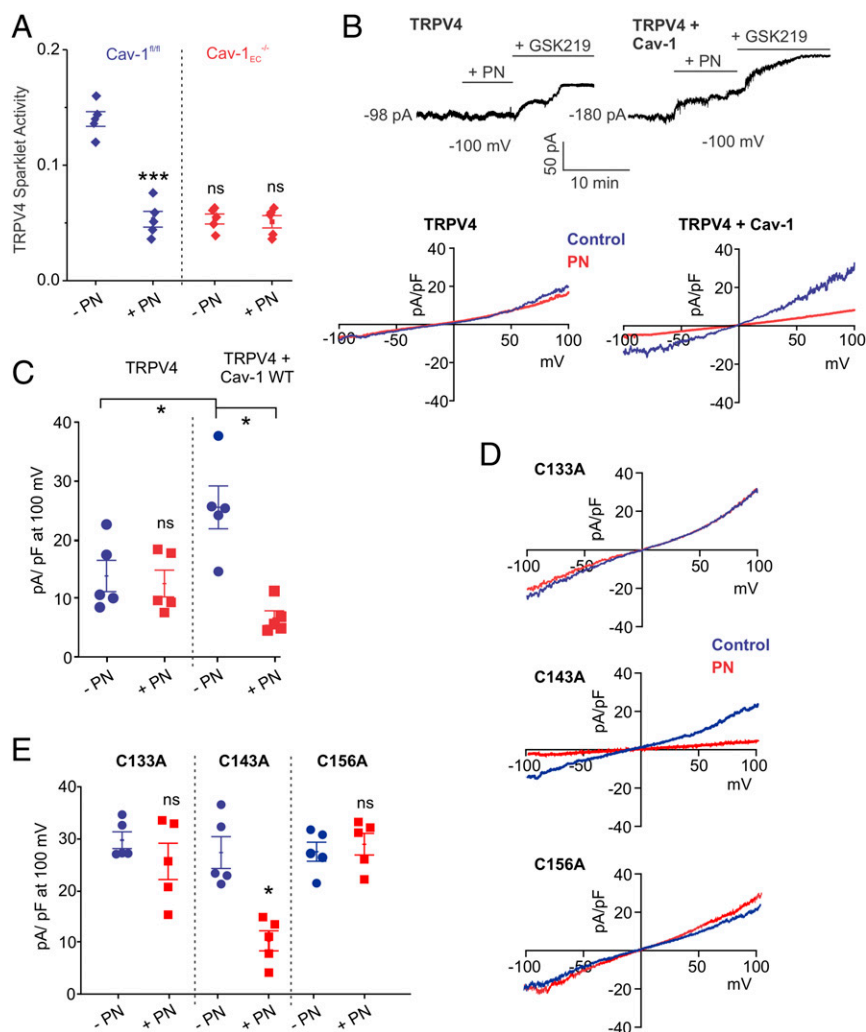 A
Cav-1fl/fl
Cav-1EC-/-
0.2
0.1
0.0
TRPV4 Sparklet Activity
***
ns
ns
- PN
+ PN
- PN
+ PN
B
TRPV4
+ GSK219
+ PN
-98 pA
-100 mV
TRPV4 +
Cav-1
+ GSK219
+ PN
-180 pA
-100 mV
50 pA
10 min
TRPV4
Control
PN
40
20
pA/pF
-100
-50
50
100
mV
-20
-40
TRPV4 + Cav-1
40
20
pA/pF
-100
-50
50
100
mV
-20
-40
C
TRPV4
TRPV4 +
Cav-1 WT
*
*
ns
40
30
20
10
0
pA/ pF at 100 mV
- PN
+ PN
- PN
+ PN
D
C133A
40
20
pA/pF
-100
-50
50
100
mV
-20
-40
Control
PN
C143A
40
20
pA/pF
-100
-50
50
100
mV
-20
-40
C156A
40
20
pA/pF
-100
-50
50
100
mV
-20
-40
E
C133A
C143A
C156A
40
30
20
10
0
pA/ pF at 100 mV
ns
*
ns
- PN
+ PN
- PN
+ PN
- PN
+ PN